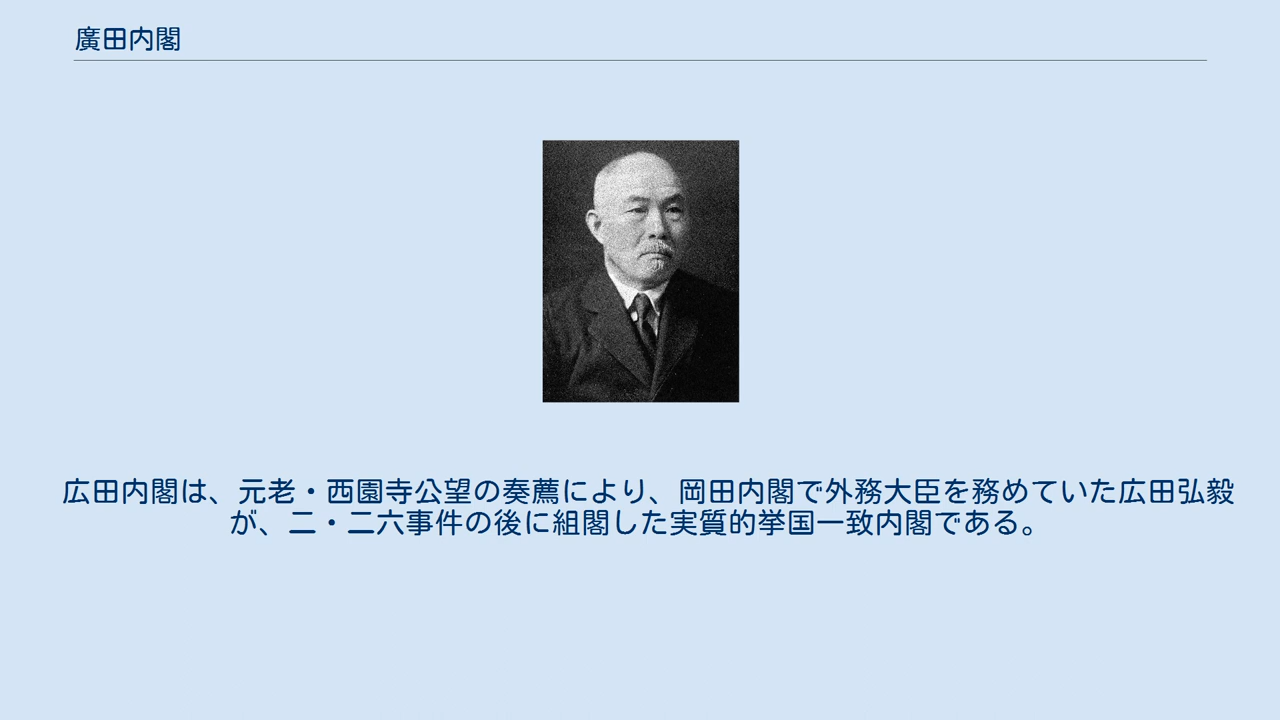 廣田内閣
広田内閣は、元老・西園寺公望の奏薦により、岡田内閣で外務大臣を務めていた広田弘毅
が、二・二六事件の後に組閣した実質的挙国一致内閣である。